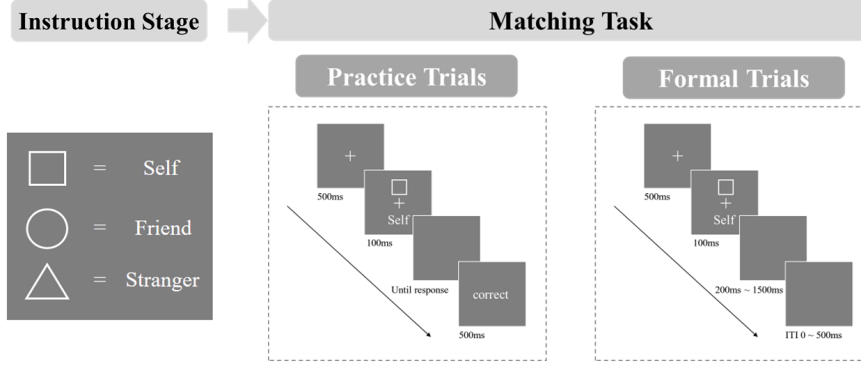 Instruction Stage
Matching Task
Practice Trials
Formal Trials
= Self
= Friend
= Stranger
+
500ms
+
Self
100ms
Until response
correct
500ms
+
500ms
+
Self
100ms
200ms ~ 1500ms
ITI 0 ~ 500ms